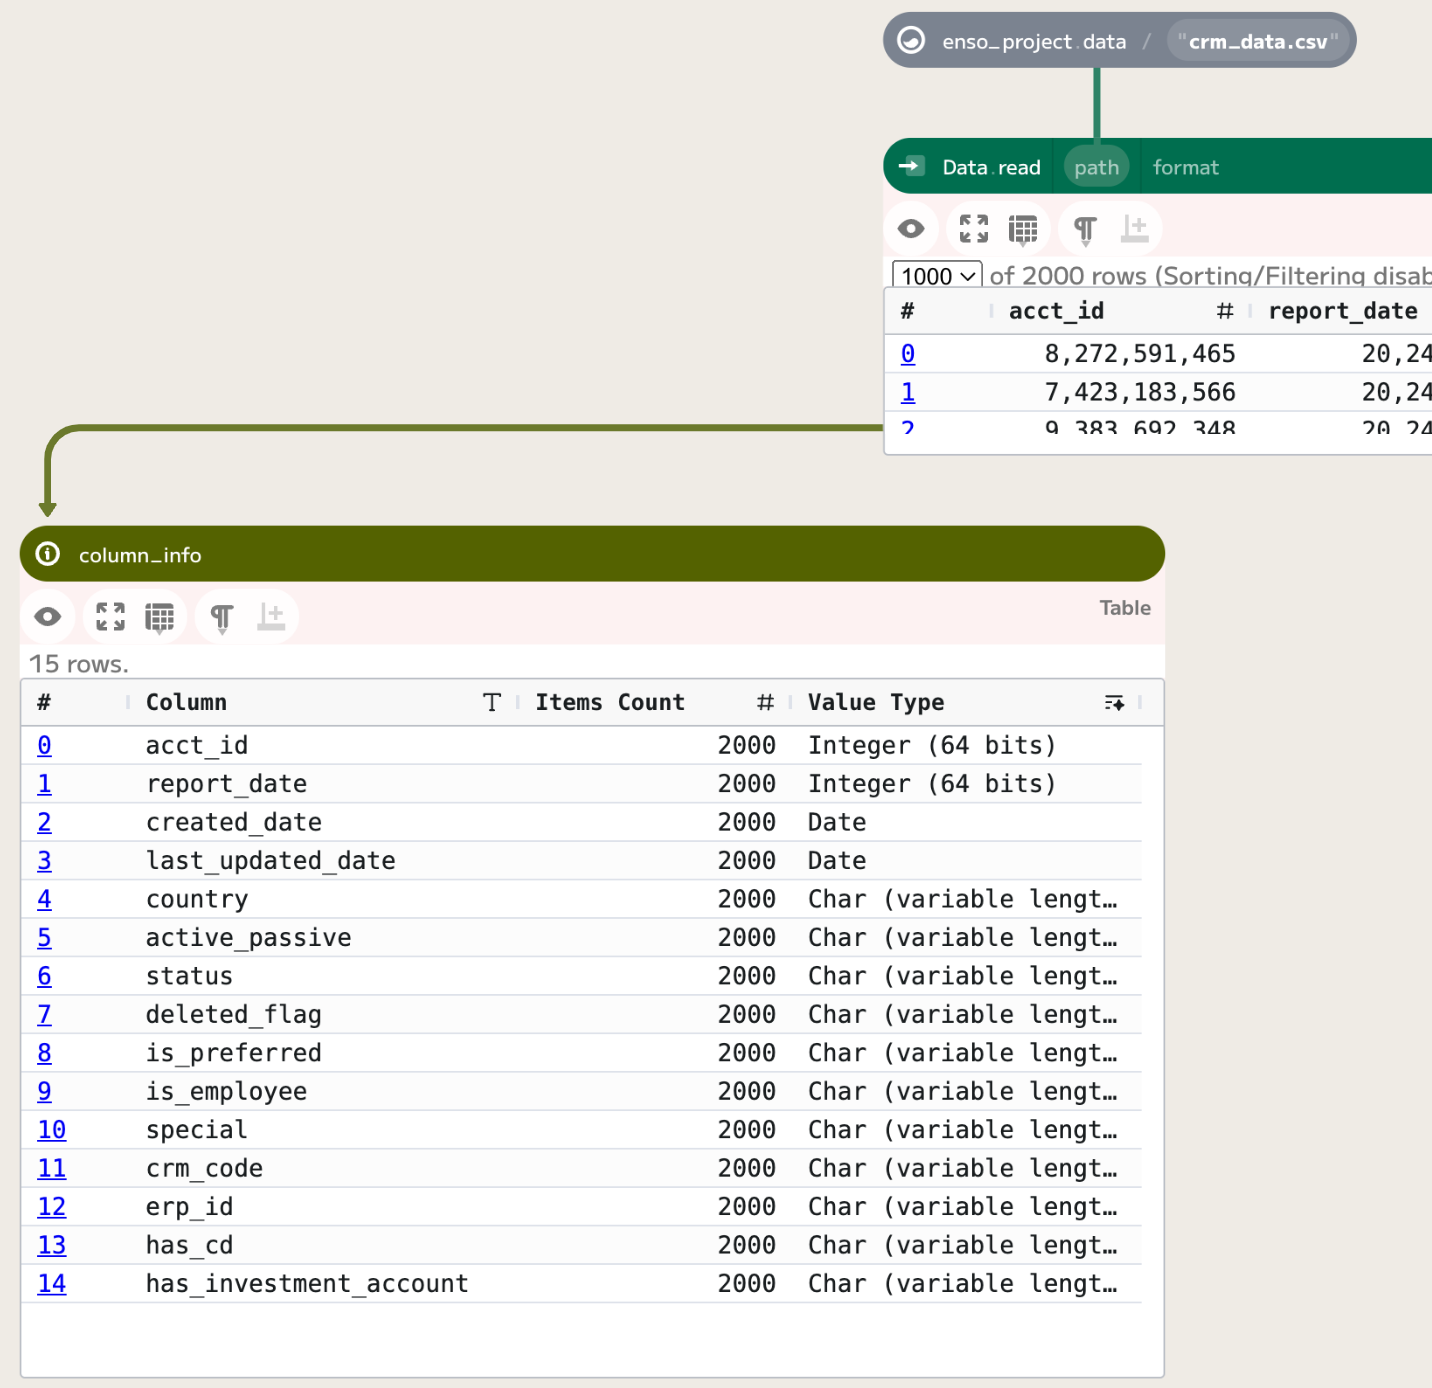 enso_project.data / "crm_data.csv"
Data.read path format
1000 of 2000 rows (Sorting/Filtering disab
# acct_id # report_date
0 8,272,591,465 20,24
1 7,423,183,566 20,24
2 9,383,692,348 20,24
column_info
Table
15 rows.
# Column T Items Count # Value Type
0 acct_id 2000 Integer (64 bits)
1 report_date 2000 Integer (64 bits)
2 created_date 2000 Date
3 last_updated_date 2000 Date
4 country 2000 Char (variable lengt…
5 active_passive 2000 Char (variable lengt…
6 status 2000 Char (variable lengt…
7 deleted_flag 2000 Char (variable lengt…
8 is_preferred 2000 Char (variable lengt…
9 is_employee 2000 Char (variable lengt…
10 special 2000 Char (variable lengt…
11 crm_code 2000 Char (variable lengt…
12 erp_id 2000 Char (variable lengt…
13 has_cd 2000 Char (variable lengt…
14 has_investment_account 2000 Char (variable lengt…